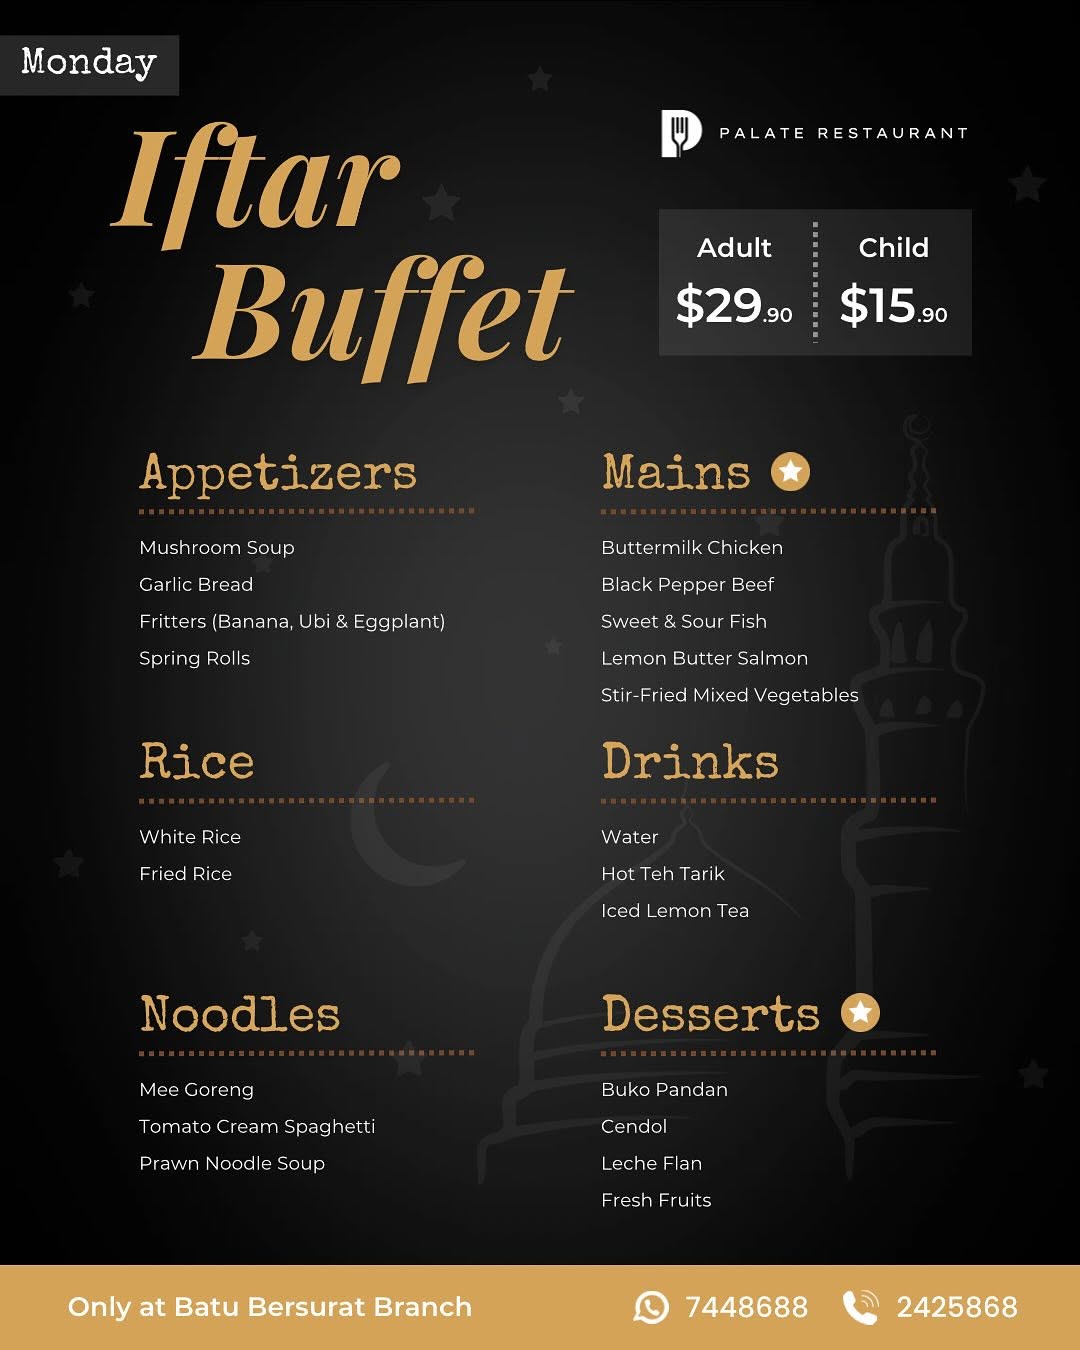 Monday
Iftar
Buffet
PALATE RESTAURANT
Adult
$29.90
Child
$15.90
Appetizers
Mushroom Soup
Garlic Bread
Fritters (Banana, Ubi & Eggplant)
Spring Rolls
Mains
Buttermilk Chicken
Black Pepper Beef
Sweet & Sour Fish
Lemon Butter Salmon
Stir-Fried Mixed Vegetables
Rice
White Rice
Fried Rice
Drinks
Water
Hot Teh Tarik
Iced Lemon Tea
Noodles
Mee Goreng
Tomato Cream Spaghetti
Prawn Noodle Soup
Desserts
Buko Pandan
Cendol
Leche Flan
Fresh Fruits
Only at Batu Bersurat Branch
7448688
2425868